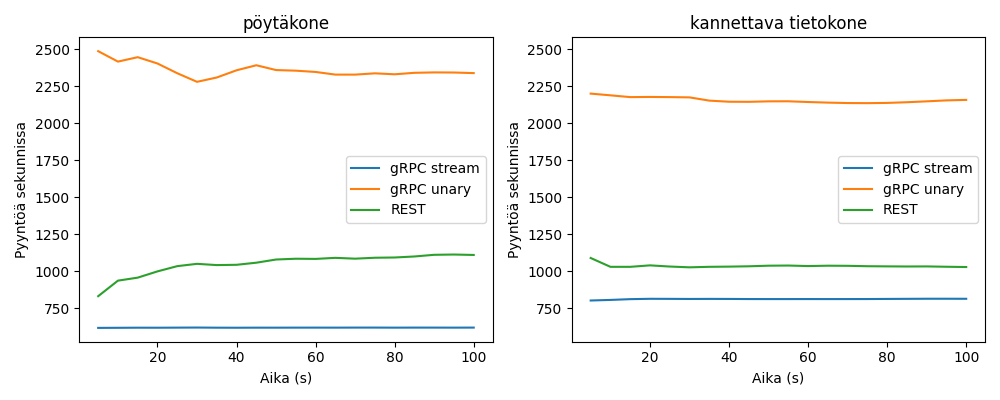 pöytäkone
2500
2250
2000
1750
1500
1250
1000
750
Pyyntöä sekunnissa
gRPC stream
gRPC unary
REST
20 40 60 80 100
Aika (s)
kannettava tietokone
2500
2250
2000
1750
1500
1250
1000
750
Pyyntöä sekunnissa
gRPC stream
gRPC unary
REST
20 40 60 80 100
Aika (s)